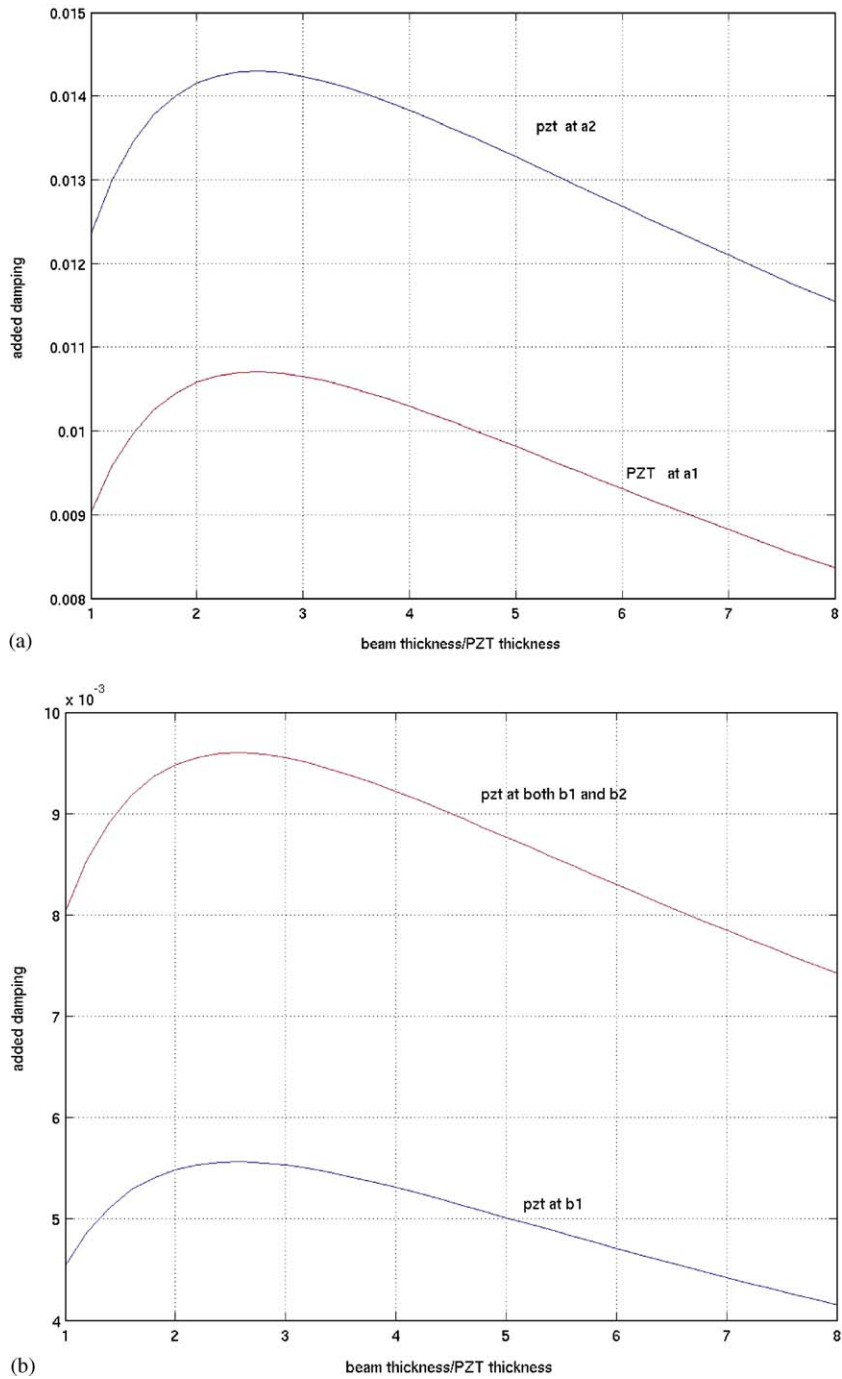 0.015
0.014
0.013
0.012
0.011
0.01
0.009
0.008
added damping
pzt at a2
PZT at a1
1 2 3 4 5 6 7 8
(a)
beam thickness/PZT thickness
x 10^-3
10
9
8
7
6
5
4
added damping
pzt at both b1 and b2
pzt at b1
1 2 3 4 5 6 7 8
(b)
beam thickness/PZT thickness